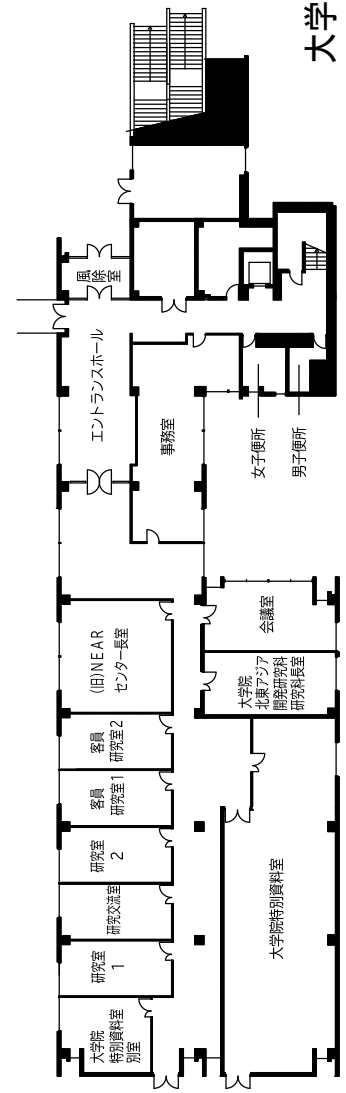 大学
風除室
エントランスホール
事務室
女子便所
男子便所
(旧)NEAR
センター長室
会議室
大学院
北東アジア
開発研究科
研究科長室
客員
研究室2
客員
研究室1
研究室
2
研究交流室
研究室
1
大学院
特別資料室
別室
大学院特別資料室